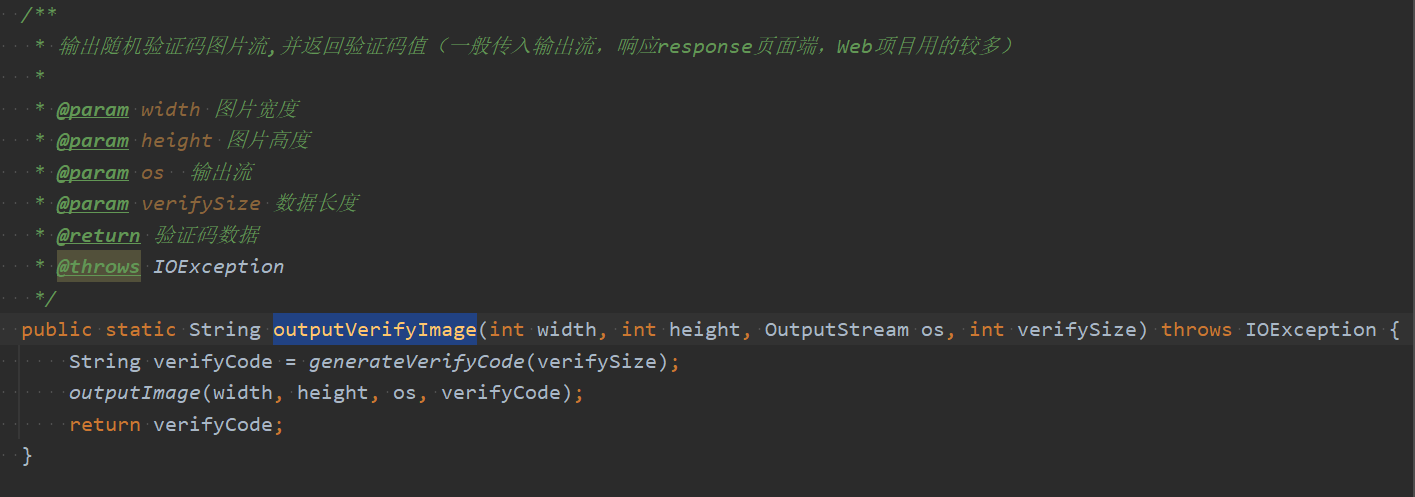 /**
* 输出随机验证码图片流,并返回验证码值（一般传入输出流，响应response页面端，Web项目用的较多）
*
* @param width 图片宽度
* @param height 图片高度
* @param os  输出流
* @param verifySize 数据长度
* @return 验证码数据
* @throws IOException
*/
public static String outputVerifyImage(int width, int height, OutputStream os, int verifySize) throws IOException {
    String verifyCode = generateVerifyCode(verifySize);
    outputImage(width, height, os, verifyCode);
    return verifyCode;
}